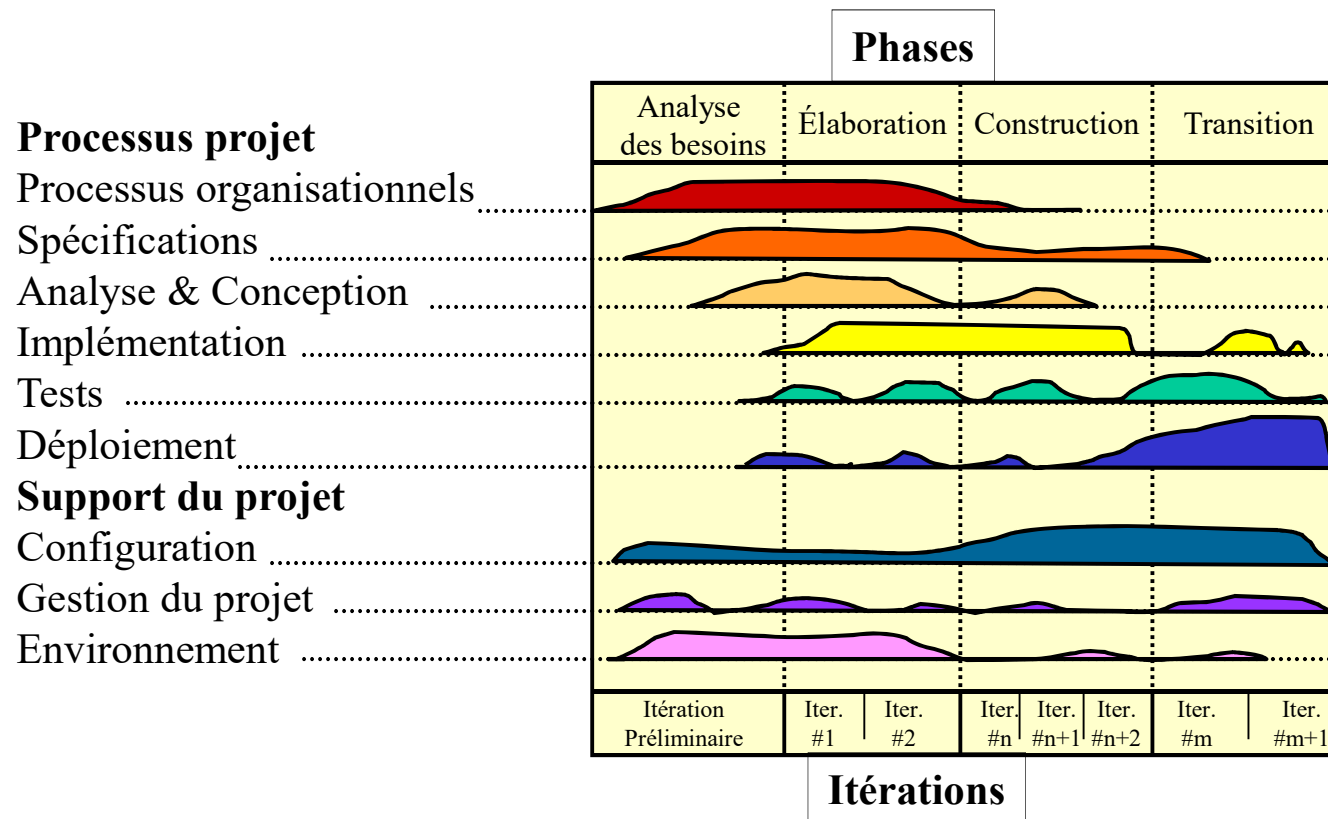 Phases
Analyse
des besoins
Élaboration
Construction
Transition
Processus projet
Processus organisationnels
Spécifications
Analyse & Conception
Implémentation
Tests
Déploiement
Support du projet
Configuration
Gestion du projet
Environnement
Itération
Préliminaire
Iter.
#1
Iter.
#2
Iter.
#n
Iter.
#n+1
Iter.
#n+2
Iter.
#m
Iter.
#m+1
Itérations